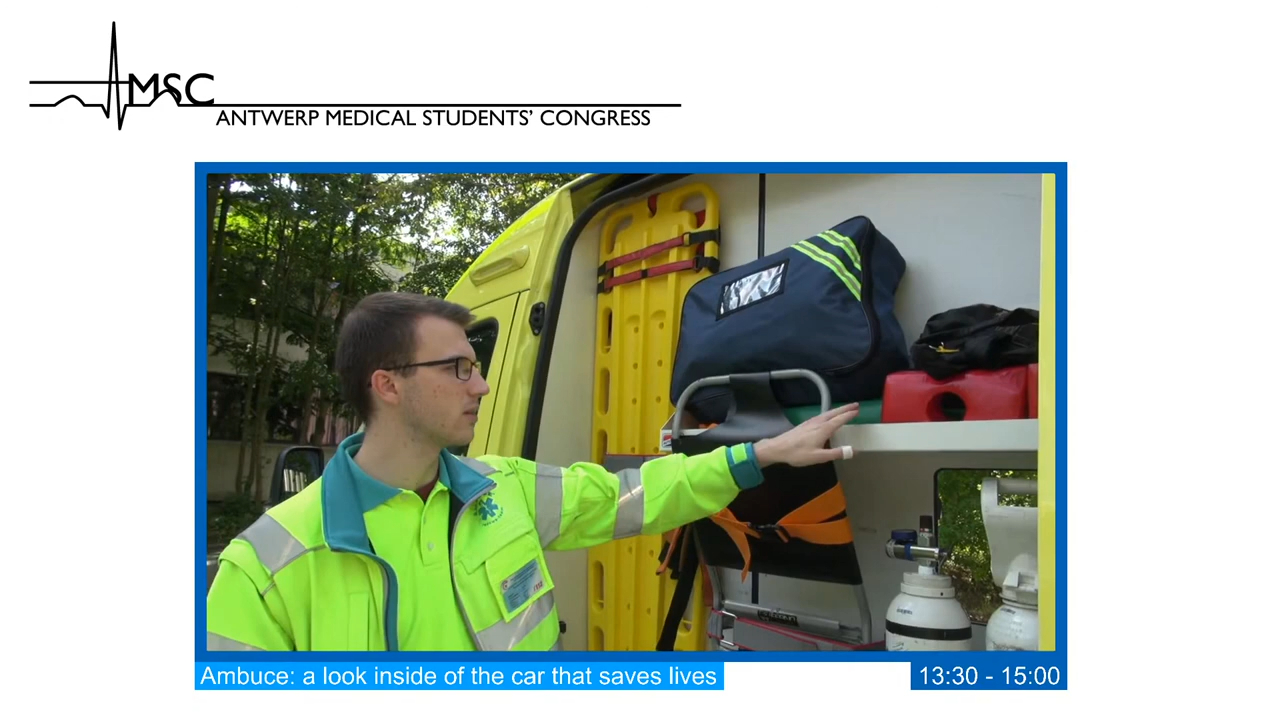 MSC
ANTWERP MEDICAL STUDENTS' CONGRESS
Ambuce: a look inside of the car that saves lives
13:30 - 15:00